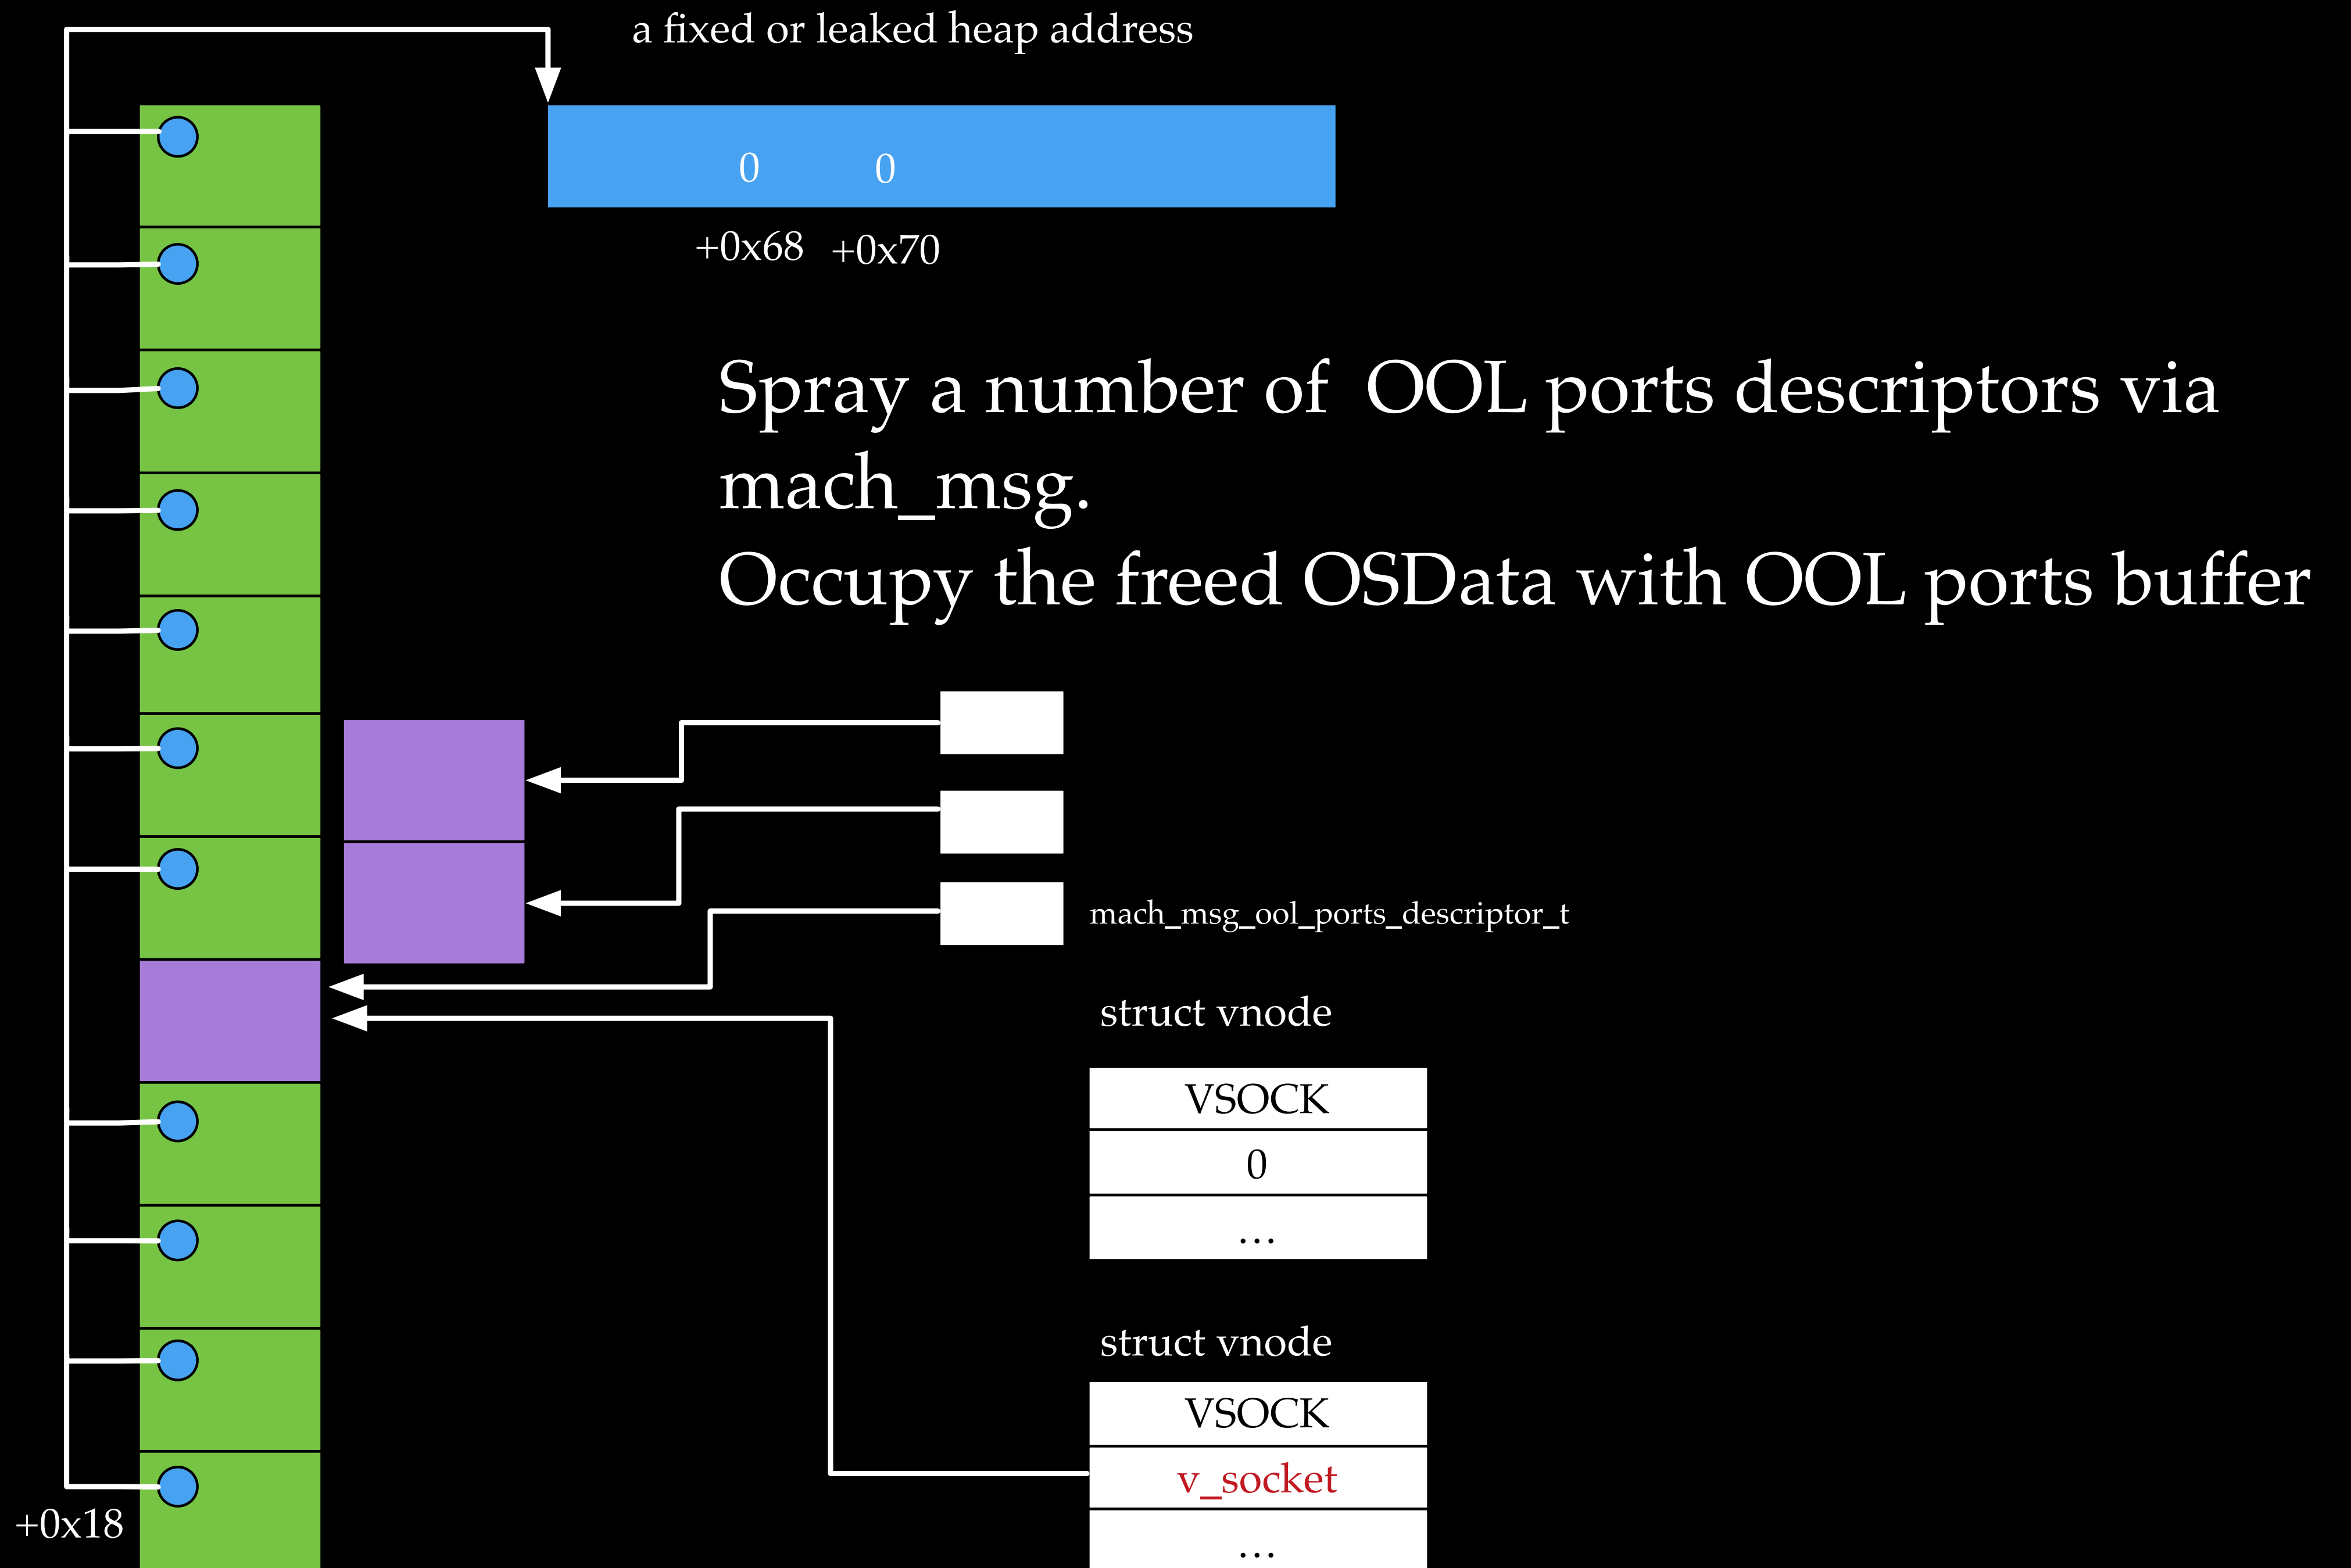 a fixed or leaked heap address
0 0
+0x68 +0x70
Spray a number of OOL ports descriptors via
mach_msg.
Occupy the freed OSData with OOL ports buffer
mach_msg_ool_ports_descriptor_t
struct vnode
VSOCK
0
...
struct vnode
VSOCK
v_socket
...
+0x18